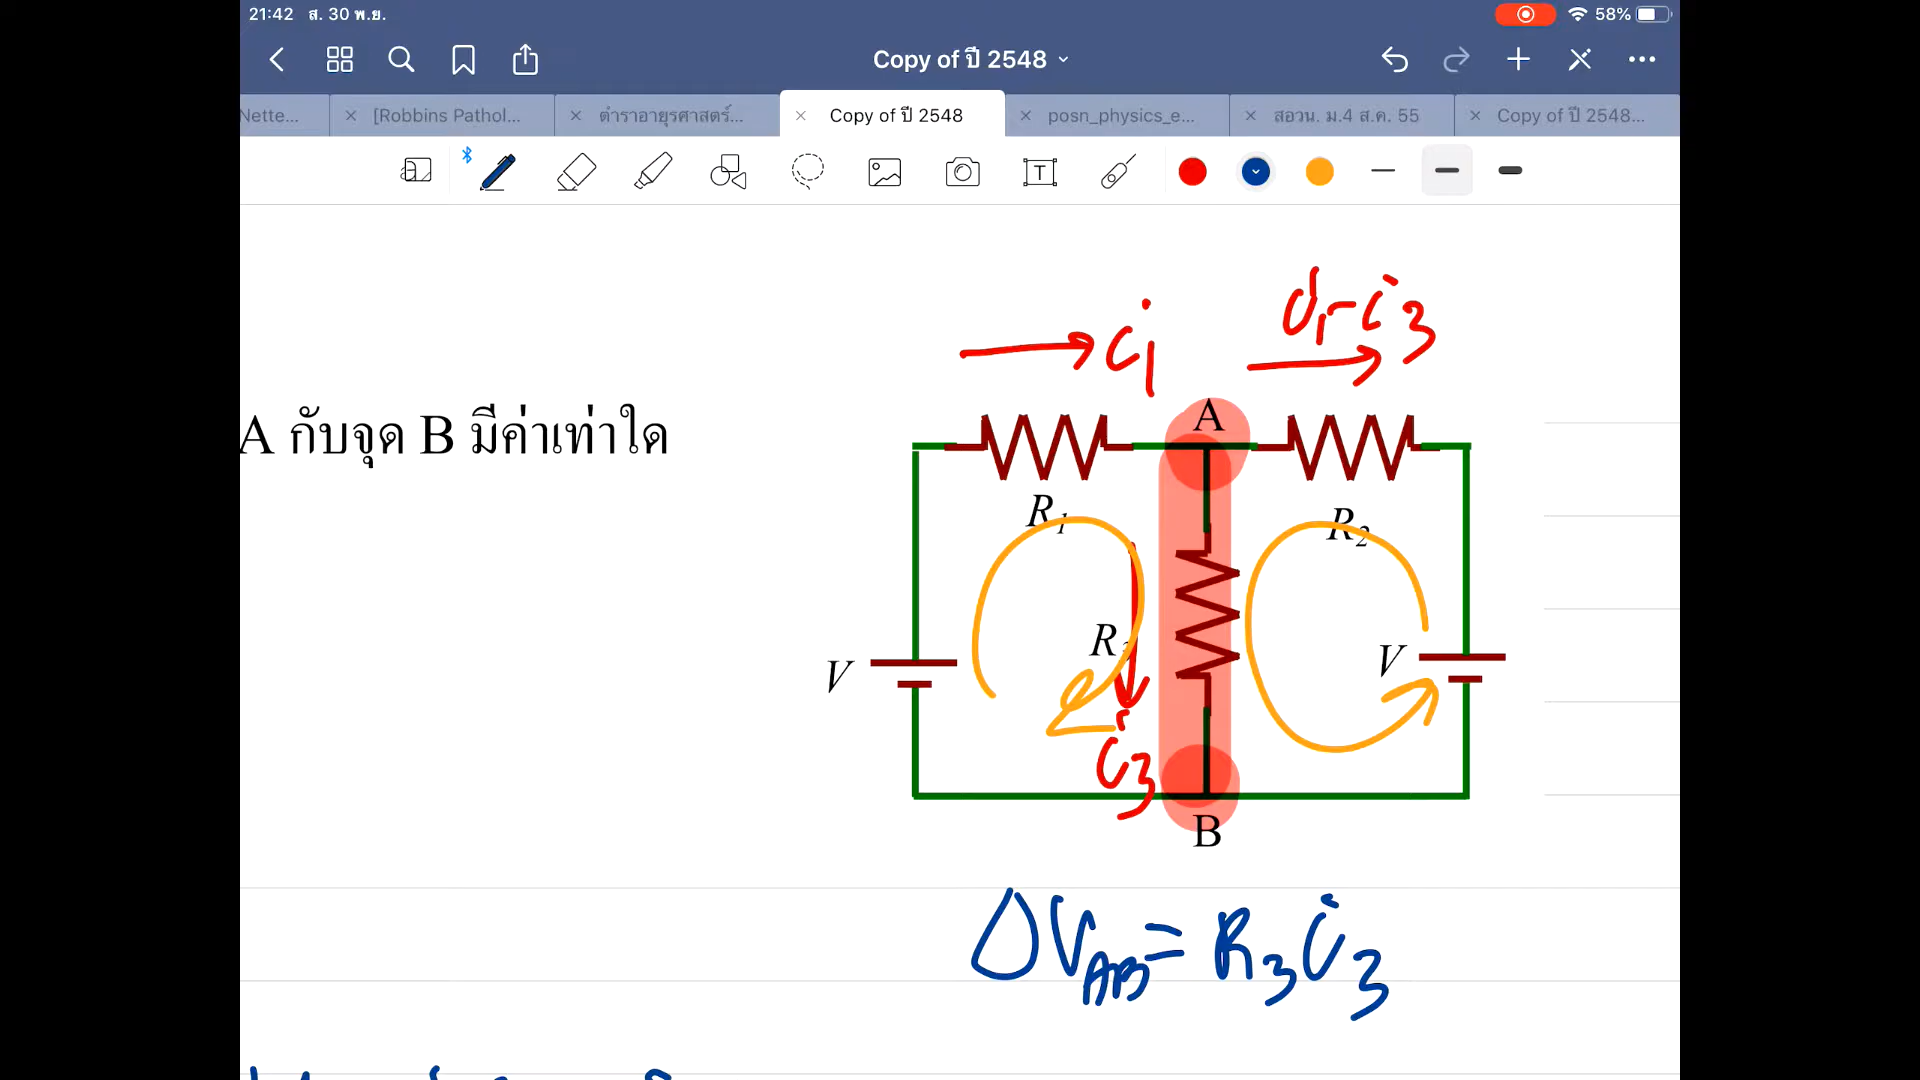 21:42 ส. 30 พ.ย.
58%
Copy of ปี 2548
Nette...
[Robbins Pathol...
ตำราอายุรศาสตร์...
Copy of ปี 2548
posn_physics_e...
สอวน. ม.4 ส.ค. 55
Copy of ปี 2548...
T
i1
i1-i3
A กับจุด B มีค่าเท่าใด
A
R1
R2
R3
V
V
i3
B
ΔVAB = R3i3